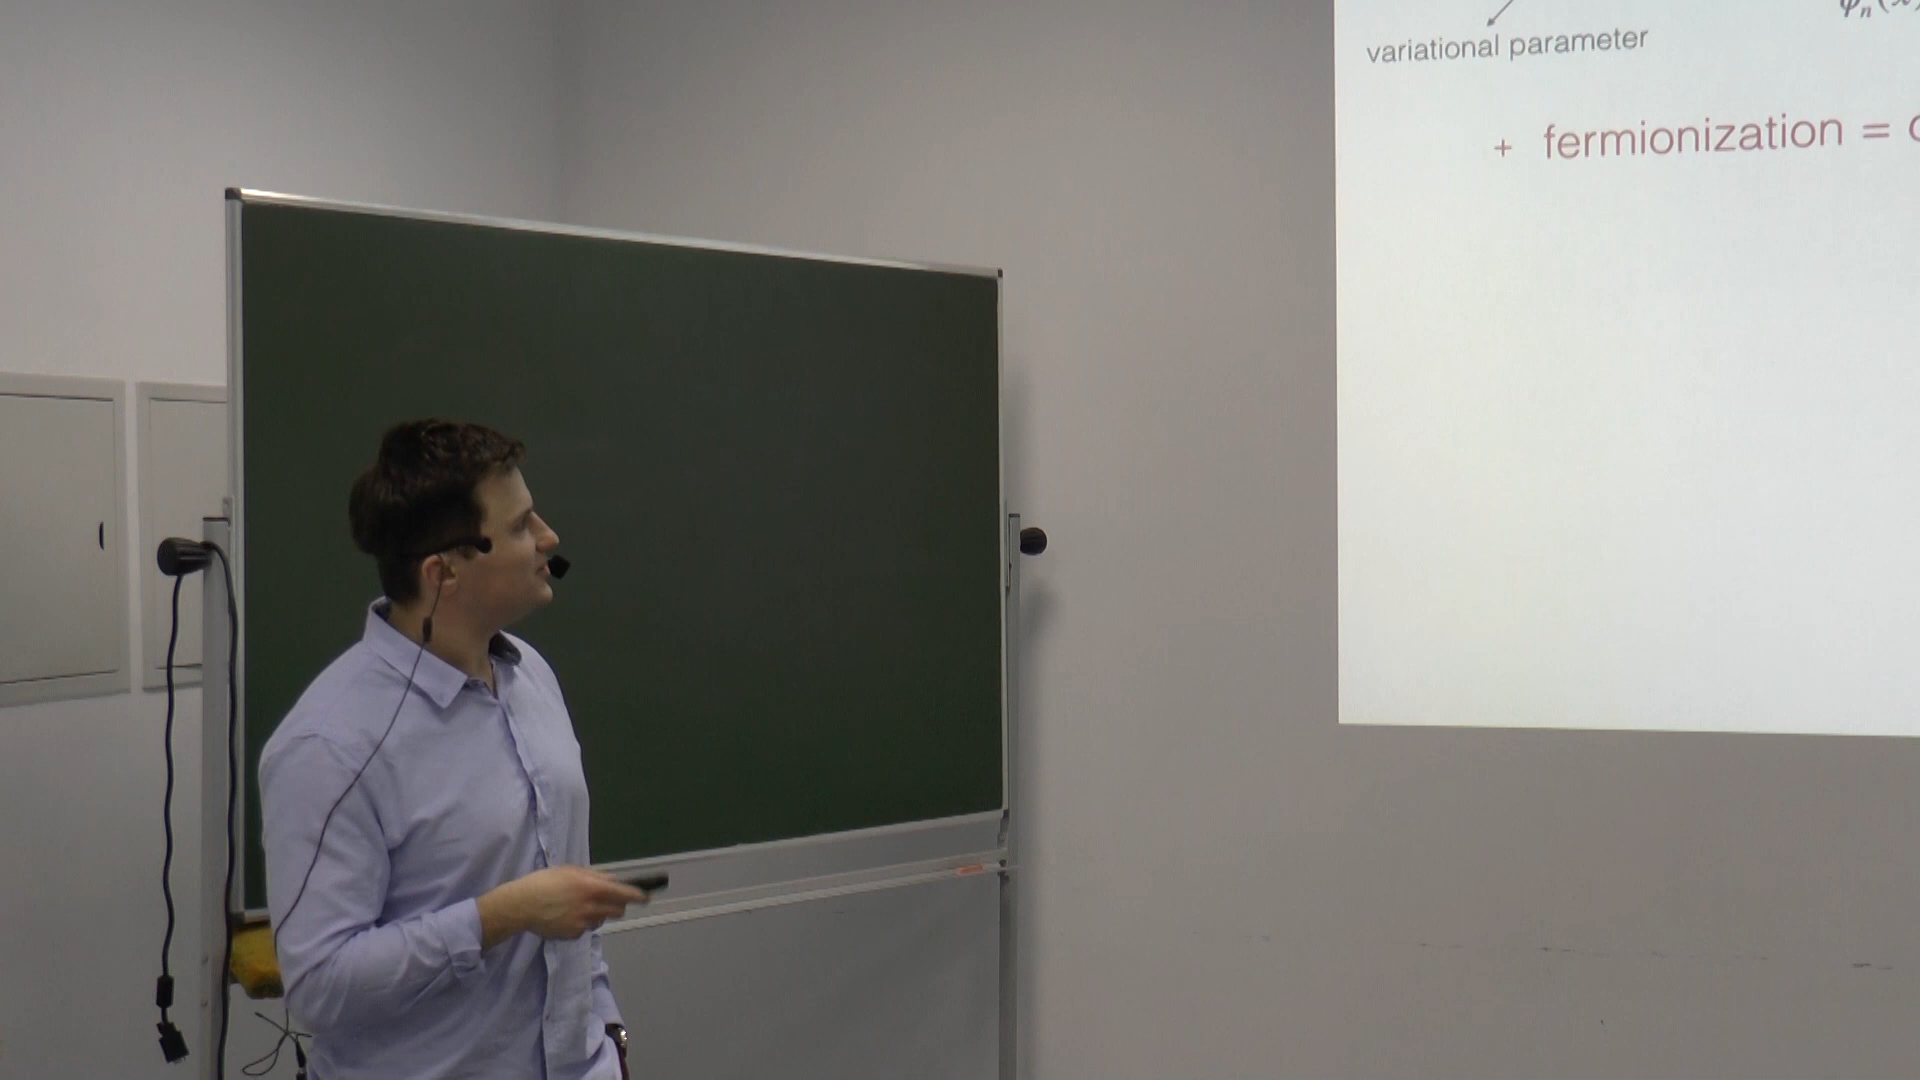 variational parameter
+ fermionization =